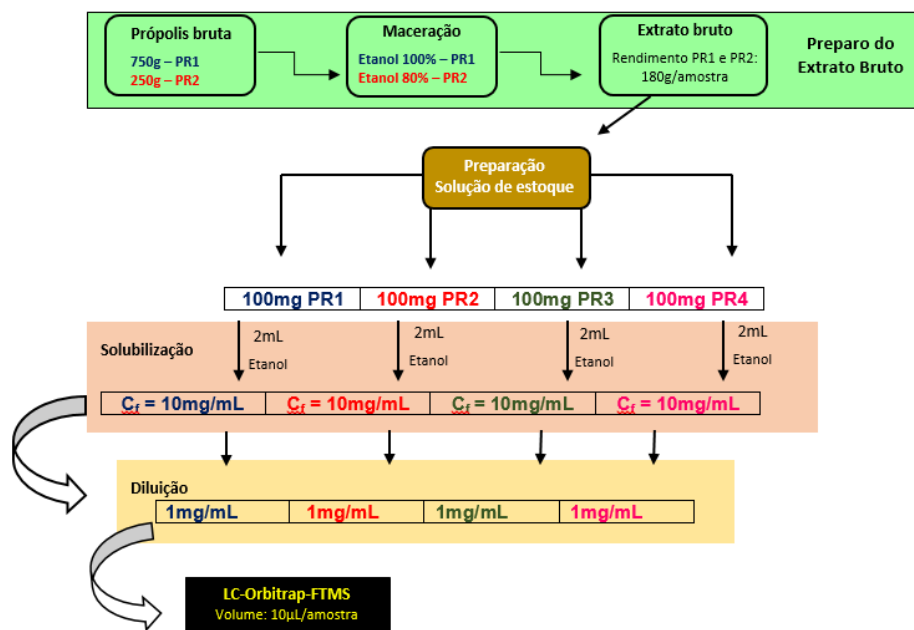 Própolis bruta
750g – PR1
250g – PR2
Maceração
Etanol 100% – PR1
Etanol 80% – PR2
Extrato bruto
Rendimento PR1 e PR2:
180g/amostra
Preparo do
Extrato Bruto
Preparação
Solução de estoque
100mg PR1 100mg PR2 100mg PR3 100mg PR4
Solubilização
2mL 2mL 2mL 2mL
Etanol Etanol Etanol Etanol
Cf = 10mg/mL Cf = 10mg/mL Cf = 10mg/mL Cf = 10mg/mL
Diluição
1mg/mL 1mg/mL 1mg/mL 1mg/mL
LC-Orbitrap-FTMS
Volume: 10µL/amostra